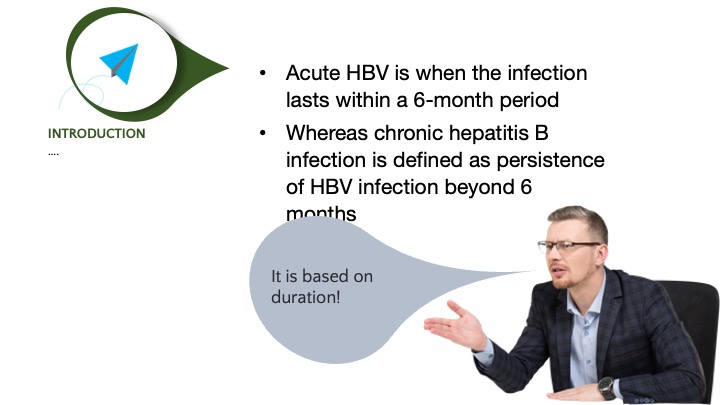 INTRODUCTION
....
• Acute HBV is when the infection
lasts within a 6-month period
• Whereas chronic hepatitis B
infection is defined as persistence
of HBV infection beyond 6
months
It is based on
duration!